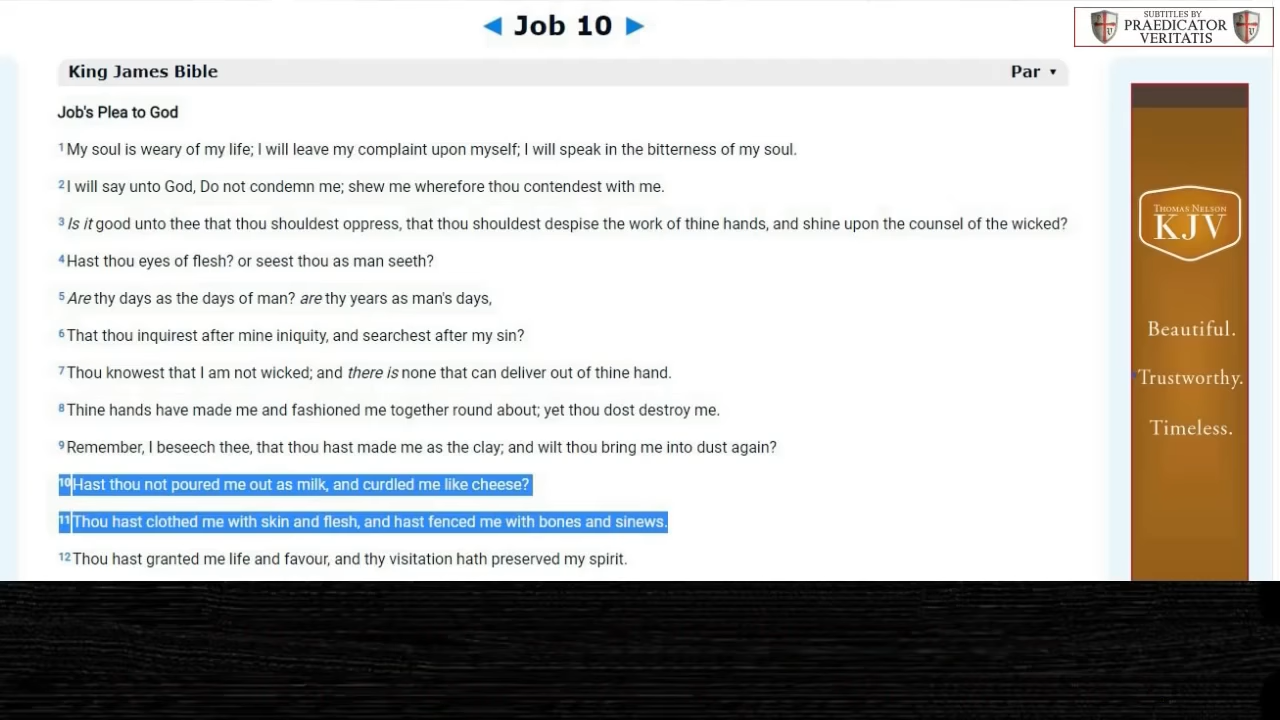 ◄ Job 10 ►
SUBTITLES BY
PRAEDICATOR
VERITATIS
King James Bible
Par ▾
Job's Plea to God
1 My soul is weary of my life; I will leave my complaint upon myself; I will speak in the bitterness of my soul.
2 I will say unto God, Do not condemn me; shew me wherefore thou contendest with me.
3 Is it good unto thee that thou shouldest oppress, that thou shouldest despise the work of thine hands, and shine upon the counsel of the wicked?
4 Hast thou eyes of flesh? or seest thou as man seeth?
5 Are thy days as the days of man? are thy years as man's days,
6 That thou inquirest after mine iniquity, and searchest after my sin?
7 Thou knowest that I am not wicked; and there is none that can deliver out of thine hand.
8 Thine hands have made me and fashioned me together round about; yet thou dost destroy me.
9 Remember, I beseech thee, that thou hast made me as the clay; and wilt thou bring me into dust again?
10 Hast thou not poured me out as milk, and curdled me like cheese?
11 Thou hast clothed me with skin and flesh, and hast fenced me with bones and sinews.
12 Thou hast granted me life and favour, and thy visitation hath preserved my spirit.
THOMAS NELSON
KJV
Beautiful.
Trustworthy.
Timeless.